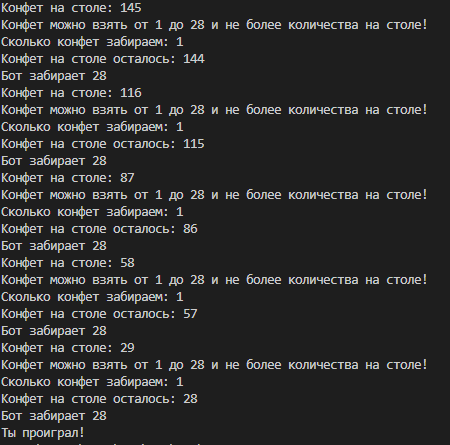 Конфет на столе: 145
Конфет можно взять от 1 до 28 и не более количества на столе!
Сколько конфет забираем: 1
Конфет на столе осталось: 144
Бот забирает 28
Конфет на столе: 116
Конфет можно взять от 1 до 28 и не более количества на столе!
Сколько конфет забираем: 1
Конфет на столе осталось: 115
Бот забирает 28
Конфет на столе: 87
Конфет можно взять от 1 до 28 и не более количества на столе!
Сколько конфет забираем: 1
Конфет на столе осталось: 86
Бот забирает 28
Конфет на столе: 58
Конфет можно взять от 1 до 28 и не более количества на столе!
Сколько конфет забираем: 1
Конфет на столе осталось: 57
Бот забирает 28
Конфет на столе: 29
Конфет можно взять от 1 до 28 и не более количества на столе!
Сколько конфет забираем: 1
Конфет на столе осталось: 28
Бот забирает 28
Ты проиграл!